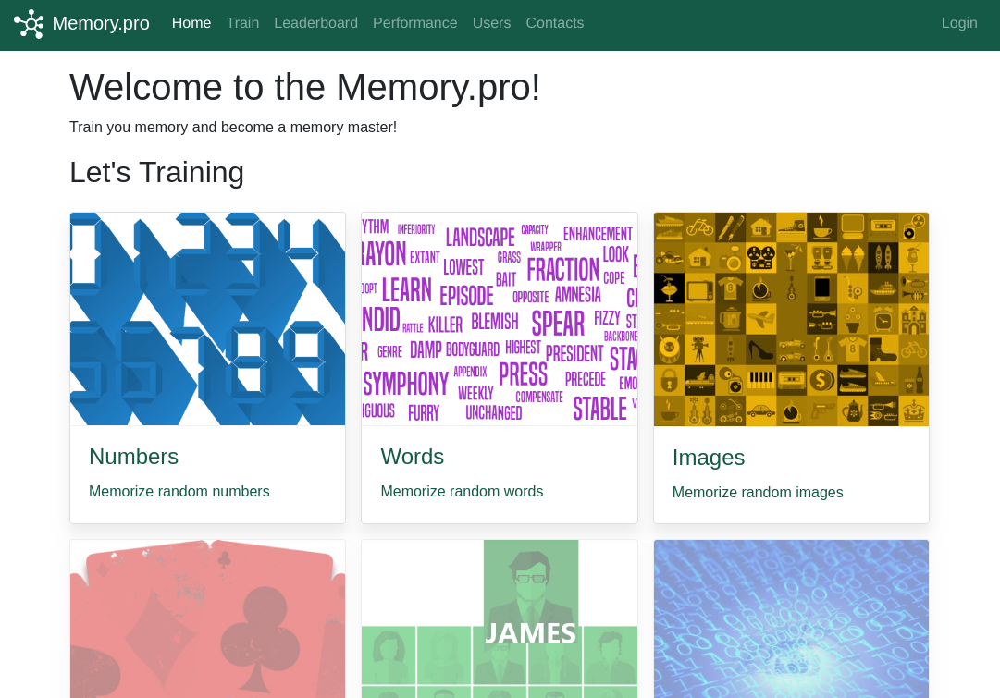 Memory.pro Home Train Leaderboard Performance Users Contacts Login
Welcome to the Memory.pro!
Train you memory and become a memory master!
Let's Training
YTHM INFERIORITY LANDSCAPE CAPACITY ENHANCEMENT
RAYON EXTANT LOWEST GRASS WRAPPER FRACTION LOOK
OOPT LEARN EPISODE BAIT OPPOSITE AMNESIA COPE
NDID RATTLE KILLER BLEMISH SPEAR FIZZY ST
BACKBONE
GENRE DAMP BODYGUARD HIGHEST PRESIDENT STAG
SYMPHONY APPENDIX PRESS PRECEDE EMO
WEEKLY COMPENSATE
IGUOUS FURRY UNCHANGED STABLE
Numbers
Memorize random numbers
Words
Memorize random words
Images
Memorize random images
JAMES